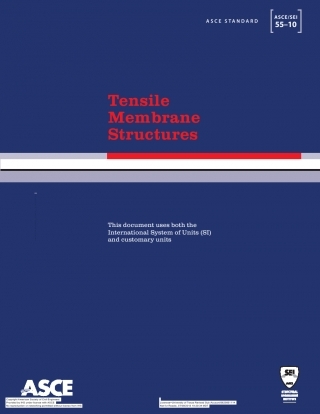 ASCE STANDARD
ASCE/SEI
55–10
Tensile
Membrane
Structures
This document uses both the
International System of Units (SI)
and customary units
ASCE
SEI